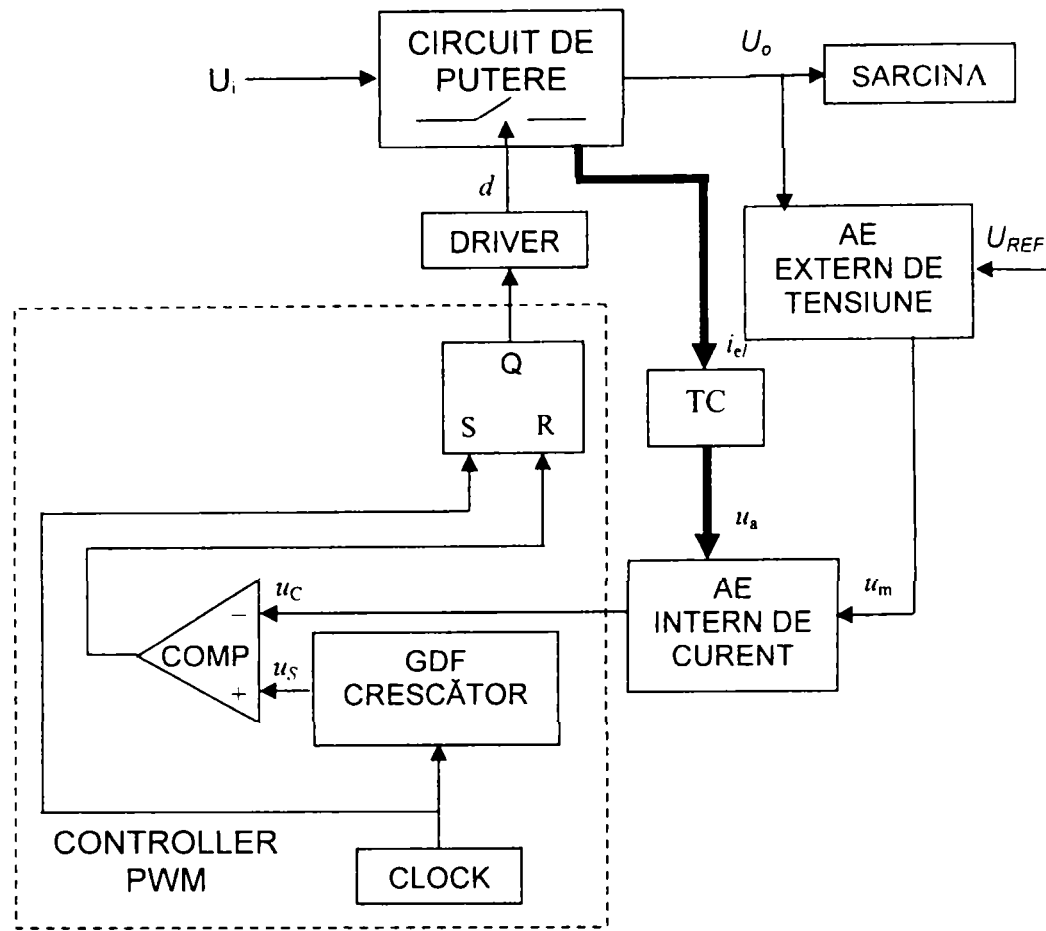 CIRCUIT DE
PUTERE
U_i
U_o
SARCINA
d
DRIVER
AE
EXTERN DE
TENSIUNE
U_REF
Q
S R
i_el
TC
u_a
u_C
−
COMP
+
u_S
GDF
CRESCĂTOR
AE
INTERN DE
CURENT
u_m
CONTROLLER
PWM
CLOCK